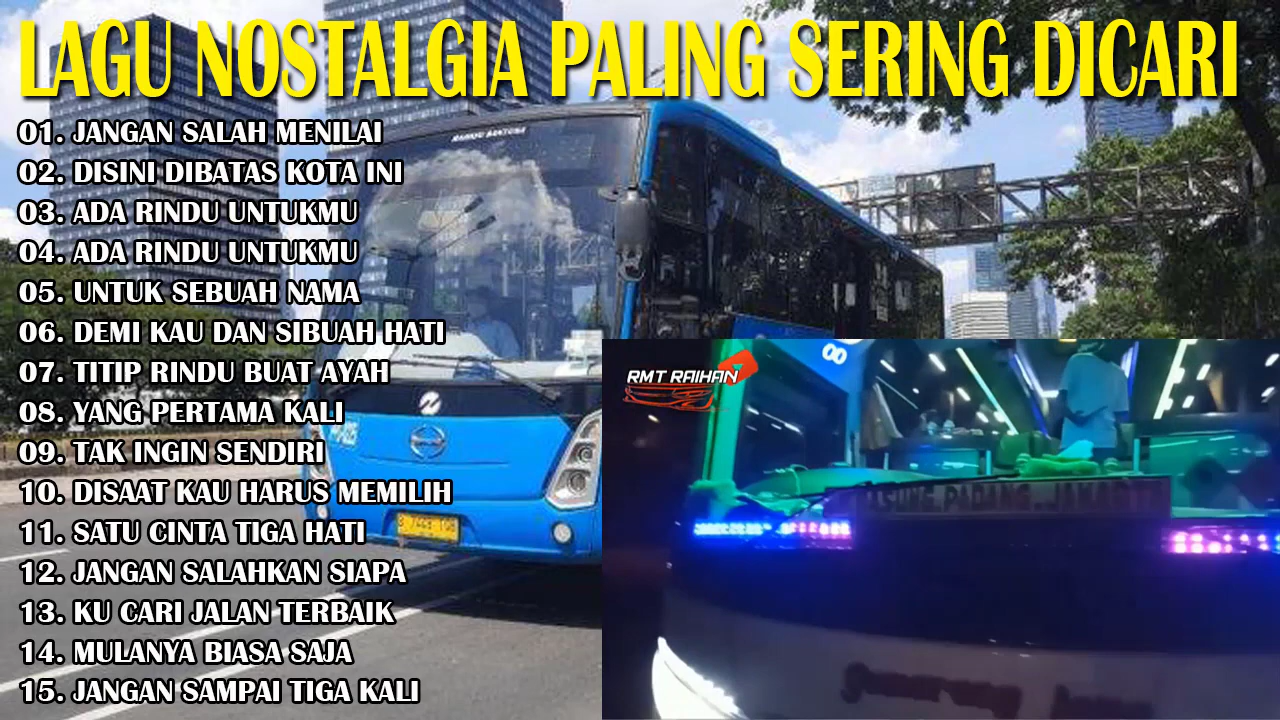 LAGU NOSTALGIA PALING SERING DICARI
01. JANGAN SALAH MENILAI
02. DISINI DIBATAS KOTA INI
03. ADA RINDU UNTUKMU
04. ADA RINDU UNTUKMU
05. UNTUK SEBUAH NAMA
06. DEMI KAU DAN SIBUAH HATI
07. TITIP RINDU BUAT AYAH
08. YANG PERTAMA KALI
09. TAK INGIN SENDIRI
10. DISAAT KAU HARUS MEMILIH
11. SATU CINTA TIGA HATI
12. JANGAN SALAHKAN SIAPA
13. KU CARI JALAN TERBAIK
14. MULANYA BIASA SAJA
15. JANGAN SAMPAI TIGA KALI
RMT RAIHAN
PADANG